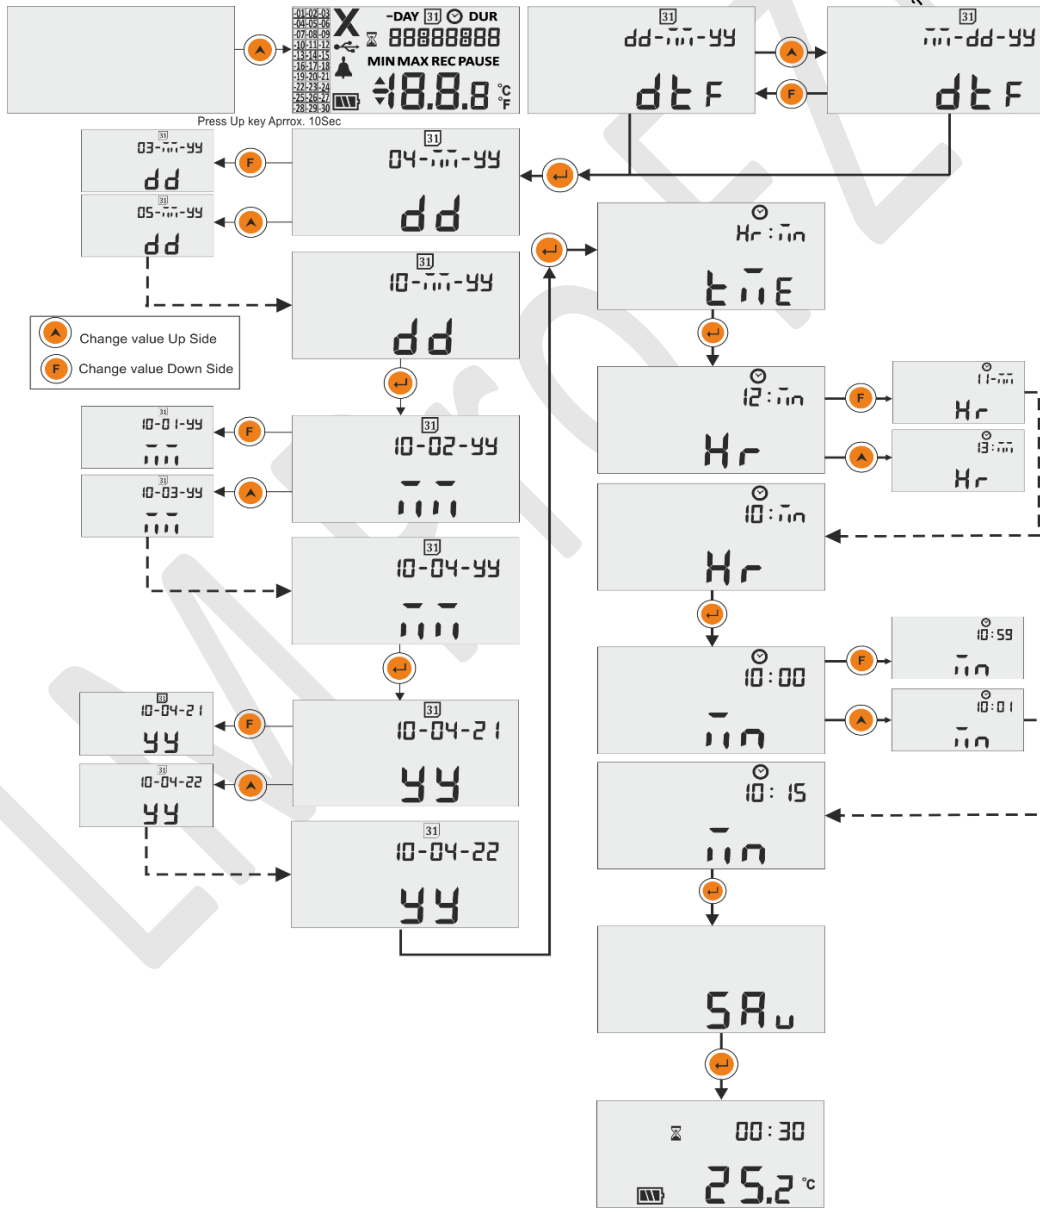 -01-02-03
-04-05-06
-07-08-09
-10-11-12
-13-14-15
-16-17-18
-19-20-21
-22-23-24
-25-26-27
-28-29-30
X
-DAY 31 DUR
88888888
MIN MAX REC PAUSE
18.8.8 °C
°F
Press Up key Aprrox. 10Sec
31
dd-mm-yy
dtF
31
mm-dd-yy
dtF
F
31
03-mm-yy
dd
F
31
05-mm-yy
dd
31
04-mm-yy
dd
31
10-mm-yy
dd
Change value Up Side
F
Change value Down Side
31
10-01-yy
mm
F
31
10-03-yy
mm
31
10-02-yy
mm
31
10-04-yy
mm
31
10-04-21
yy
F
31
10-04-22
yy
31
10-04-21
yy
31
10-04-22
yy
Hr:mn
tmE
12:mn
Hr
F
11-mn
Hr
13:mn
Hr
10:mn
Hr
10:00
mn
F
10:59
mn
10:01
mn
10:15
mn
SAu
00:30
25.2 °C
LM Pro EZ